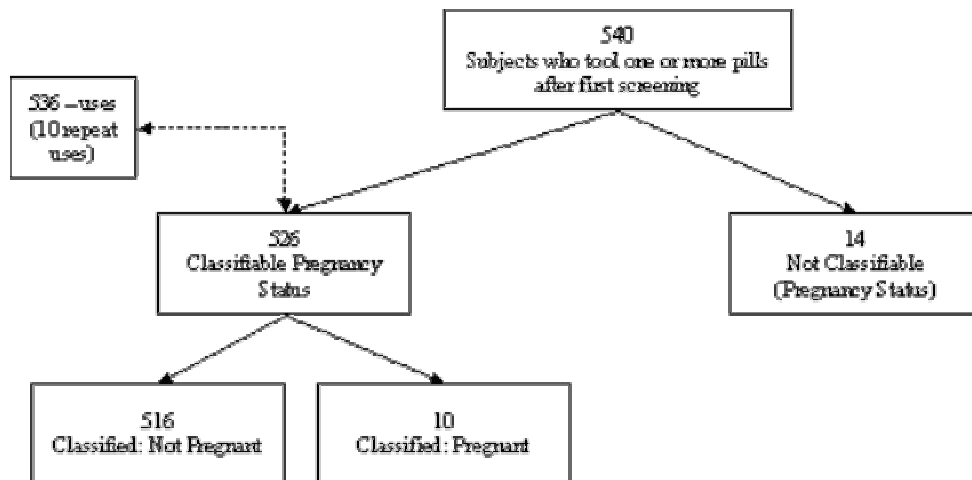 540
Subjects who tool one or more pills
after first screening
536 – uses
(10 repeat
uses)
526
Classifiable Pregnancy
Status
14
Not Classifiable
(Pregnancy Status)
516
Classified: Not Pregnant
10
Classified: Pregnant